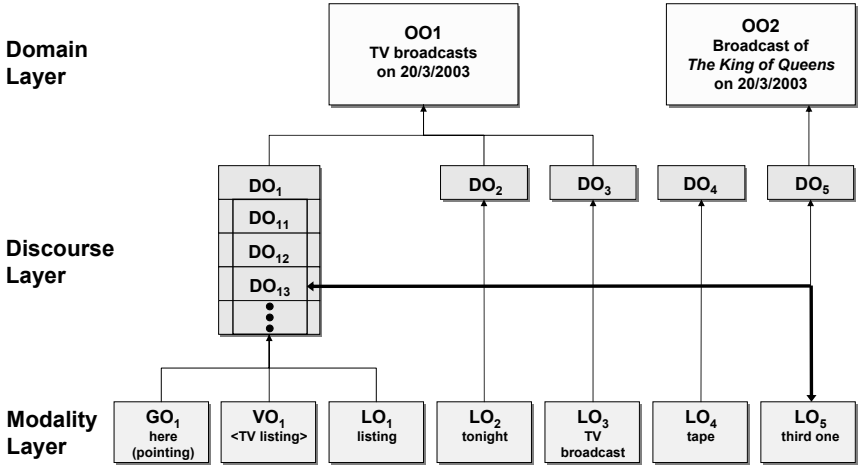 Domain
Layer
OO1
TV broadcasts
on 20/3/2003
OO2
Broadcast of
The King of Queens
on 20/3/2003
Discourse
Layer
DO1
DO11
DO12
DO13
DO2
DO3
DO4
DO5
Modality
Layer
GO1
here
(pointing)
VO1
<TV listing>
LO1
listing
LO2
tonight
LO3
TV
broadcast
LO4
tape
LO5
third one